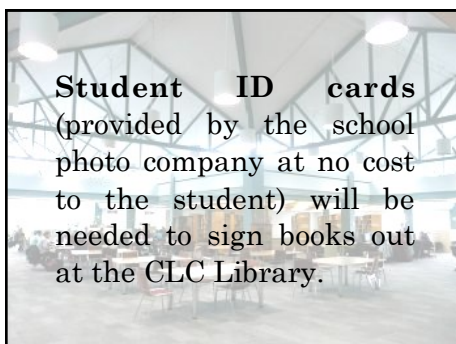 Student ID cards
(provided by the school
photo company at no cost
to the student) will be
needed to sign books out
at the CLC Library.